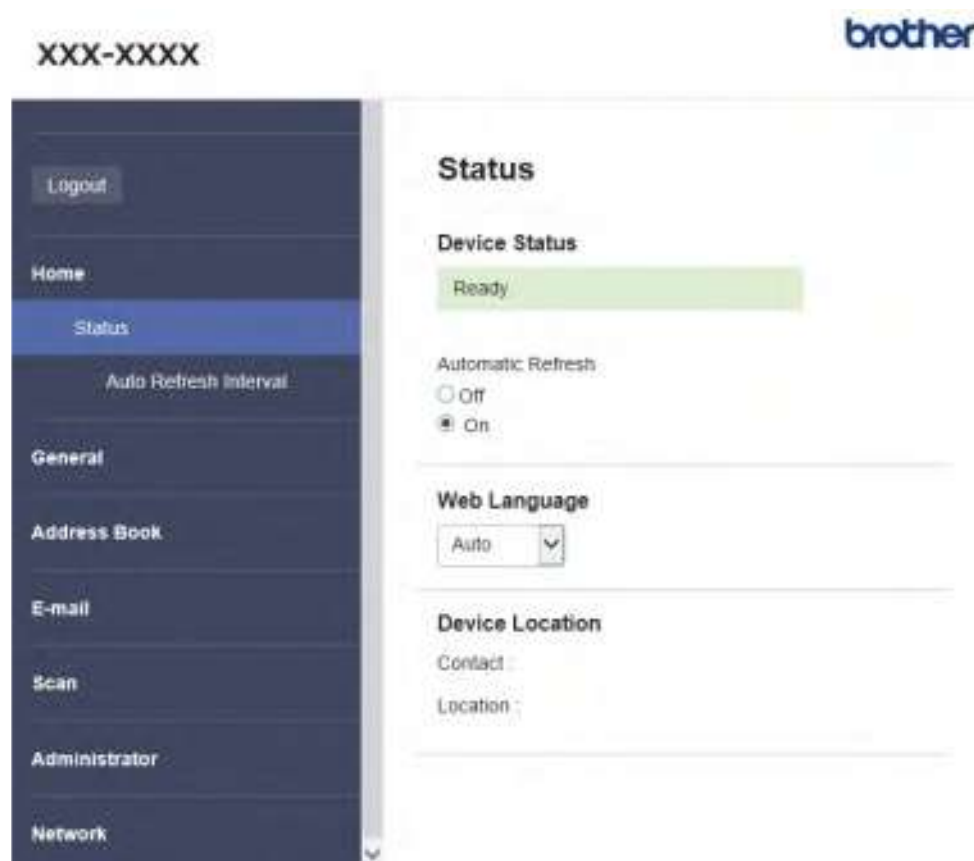 XXX-XXXX
brother
Logout
Home
Status
Auto Refresh Interval
General
Address Book
E-mail
Scan
Administrator
Network
Status
Device Status
Ready
Automatic Refresh
Off
On
Web Language
Auto
Device Location
Contact :
Location :